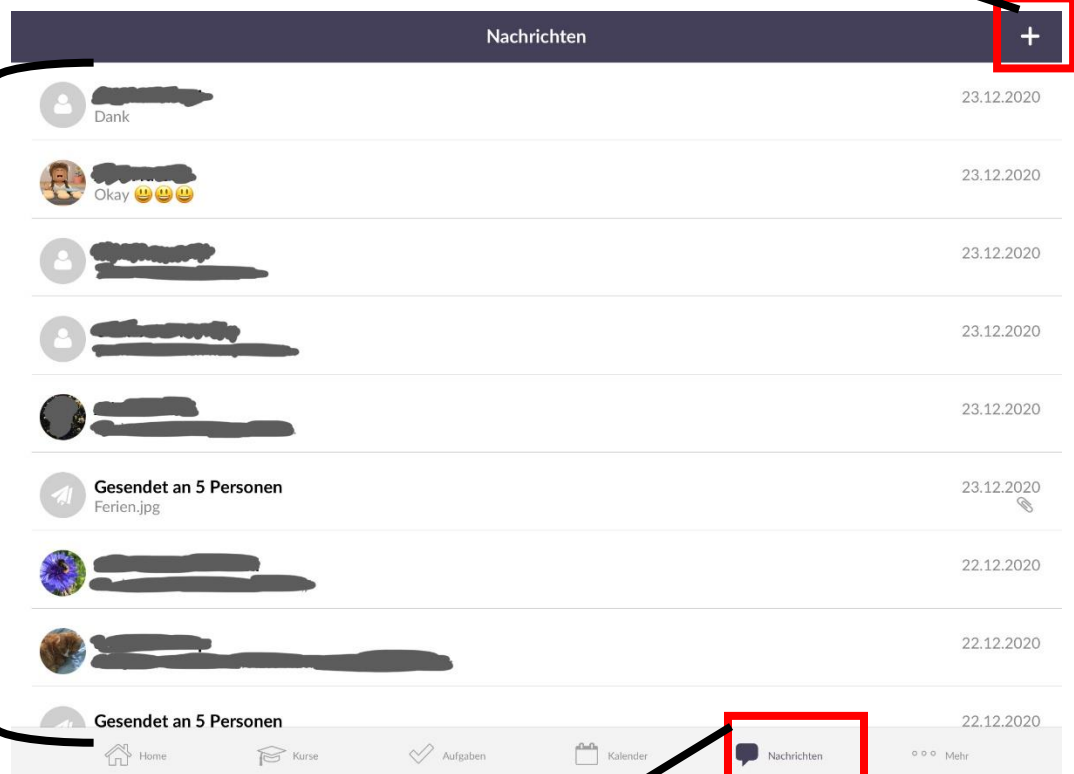 Nachrichten
23.12.2020
Dank
23.12.2020
Okay 😃😃😃
23.12.2020
23.12.2020
23.12.2020
Gesendet an 5 Personen 23.12.2020
Ferien.jpg
22.12.2020
22.12.2020
Gesendet an 5 Personen 22.12.2020
Home Kurse Aufgaben Kalender Nachrichten Mehr